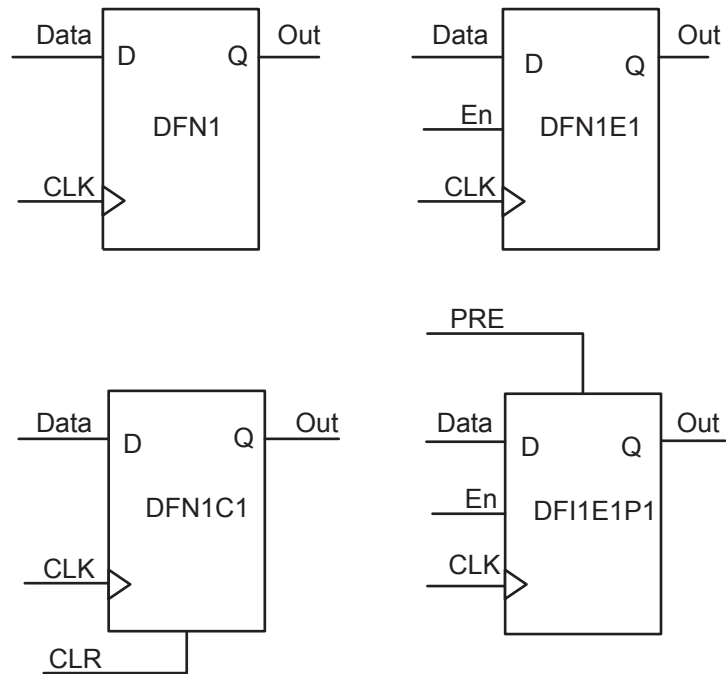 Data
D
Q
Out
DFN1
CLK
Data
D
Q
Out
En
DFN1E1
CLK
Data
D
Q
Out
DFN1C1
CLK
CLR
PRE
Data
D
Q
Out
En
DFI1E1P1
CLK